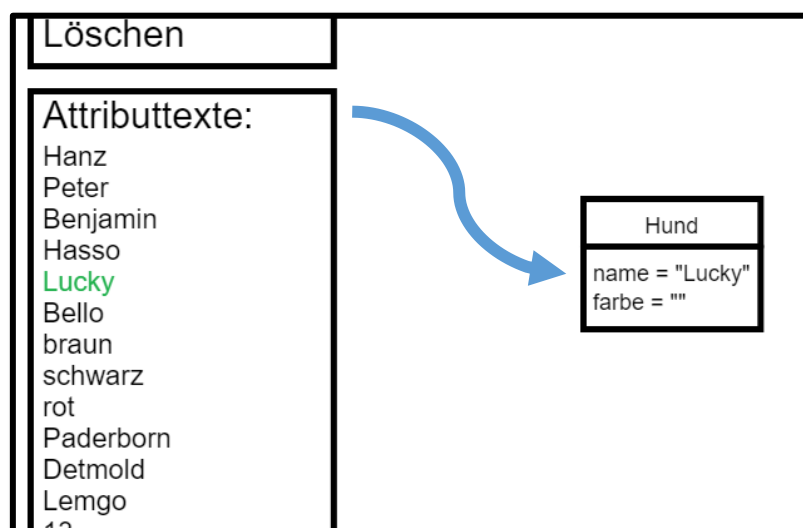 Löschen
Attributtexte:
Hanz
Peter
Benjamin
Hasso
Lucky
Bello
braun
schwarz
rot
Paderborn
Detmold
Lemgo
Hund
name = "Lucky"
farbe = ""